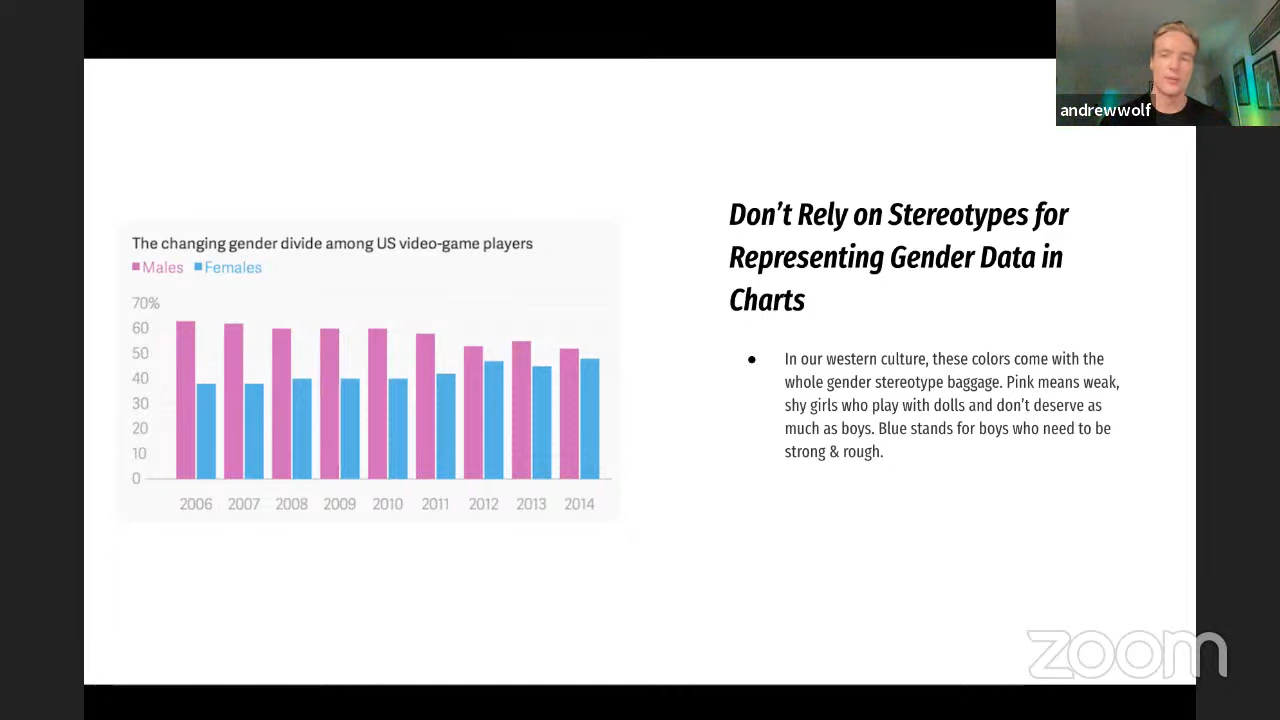 andrewwolf
Don't Rely on Stereotypes for
Representing Gender Data in
Charts
● In our western culture, these colors come with the
whole gender stereotype baggage. Pink means weak,
shy girls who play with dolls and don't deserve as
much as boys. Blue stands for boys who need to be
strong & rough.
The changing gender divide among US video-game players
Males Females
70%
60
50
40
30
20
10
0
2006 2007 2008 2009 2010 2011 2012 2013 2014
zoom